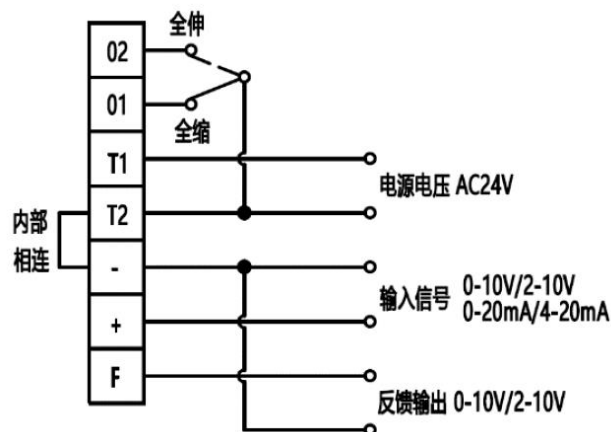 全伸
02
01
全缩
T1
电源电压 AC24V
T2
内部
相连
-
输入信号 0-10V/2-10V
0-20mA/4-20mA
+
F
反馈输出 0-10V/2-10V